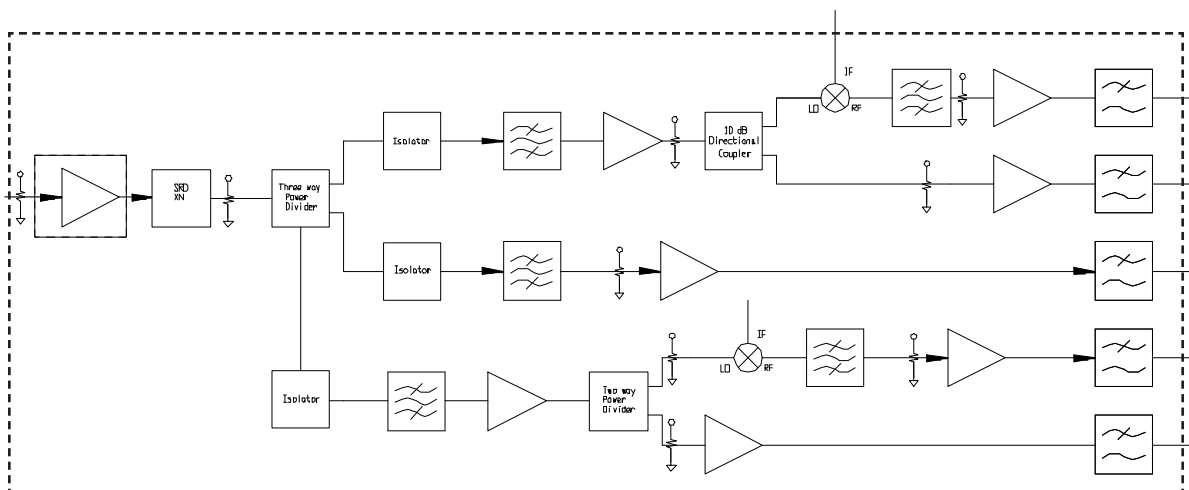 IF
LO
RF
10 dB
Directional
Coupler
Isolator
SRD
XN
Three way
Power
Divider
Isolator
IF
LO
RF
Isolator
Two way
Power
Divider